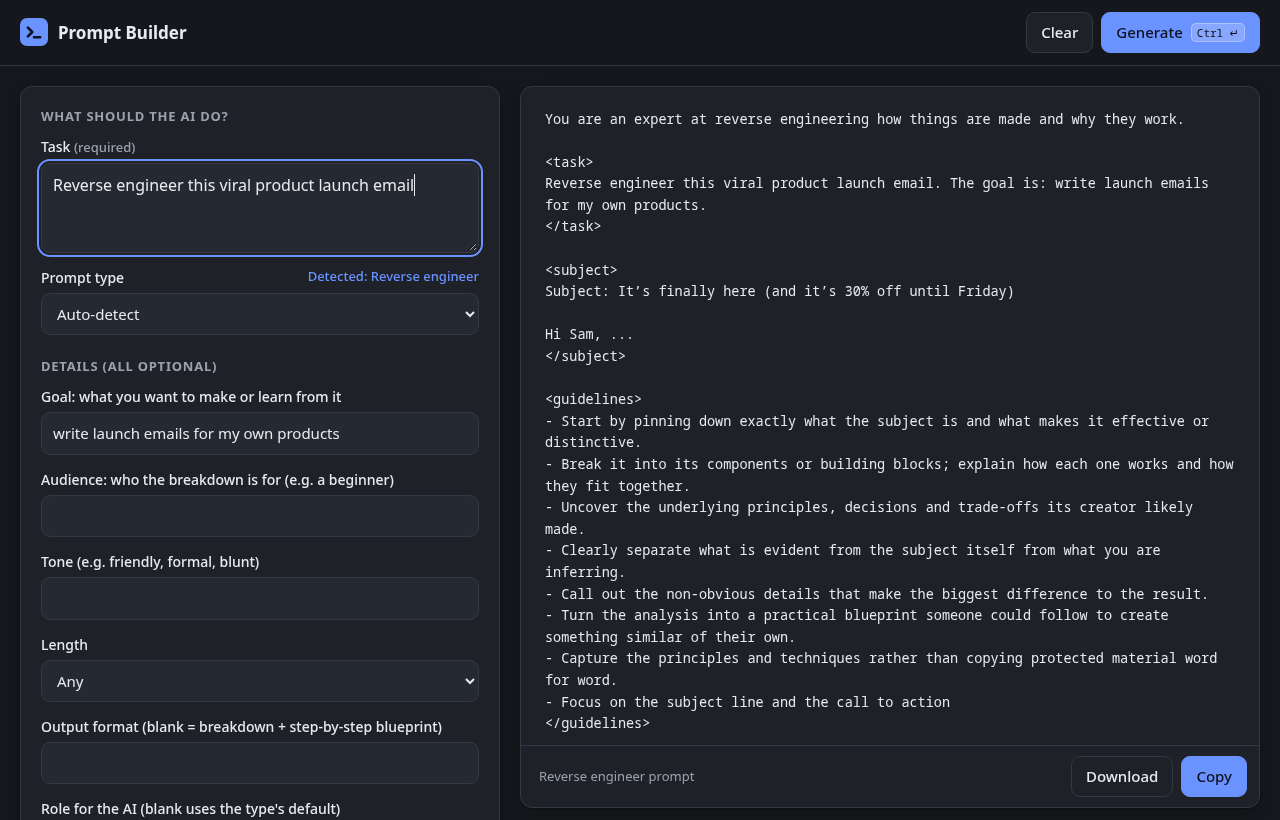 Prompt Builder
Clear
Generate Ctrl ↵
WHAT SHOULD THE AI DO?
Task (required)
Reverse engineer this viral product launch email
Prompt type
Detected: Reverse engineer
Auto-detect
DETAILS (ALL OPTIONAL)
Goal: what you want to make or learn from it
write launch emails for my own products
Audience: who the breakdown is for (e.g. a beginner)
Tone (e.g. friendly, formal, blunt)
Length
Any
Output format (blank = breakdown + step-by-step blueprint)
Role for the AI (blank uses the type's default)
You are an expert at reverse engineering how things are made and why they work.
<task>
Reverse engineer this viral product launch email. The goal is: write launch emails
for my own products.
</task>
<subject>
Subject: It’s finally here (and it’s 30% off until Friday)
Hi Sam, ...
</subject>
<guidelines>
- Start by pinning down exactly what the subject is and what makes it effective or
distinctive.
- Break it into its components or building blocks; explain how each one works and how
they fit together.
- Uncover the underlying principles, decisions and trade-offs its creator likely
made.
- Clearly separate what is evident from the subject itself from what you are
inferring.
- Call out the non-obvious details that make the biggest difference to the result.
- Turn the analysis into a practical blueprint someone could follow to create
something similar of their own.
- Capture the principles and techniques rather than copying protected material word
for word.
- Focus on the subject line and the call to action
</guidelines>
Reverse engineer prompt
Download
Copy